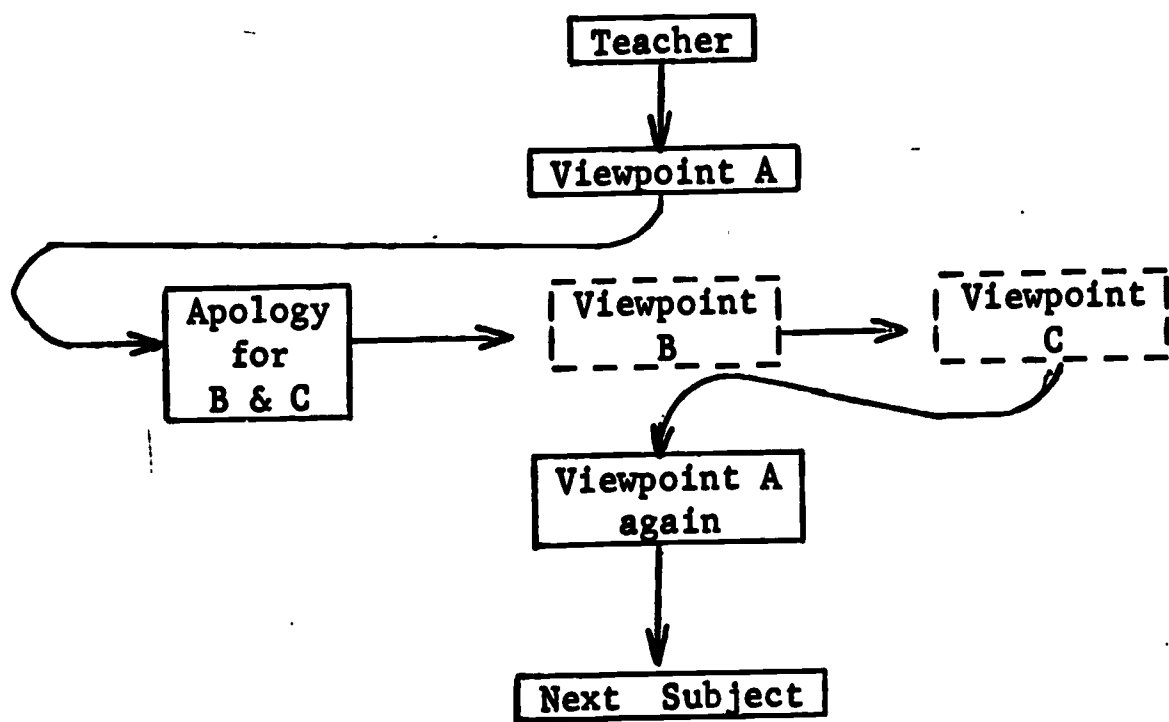 Teacher
Viewpoint A
Apology
for
B & C
Viewpoint
B
Viewpoint
C
Viewpoint A
again
Next Subject